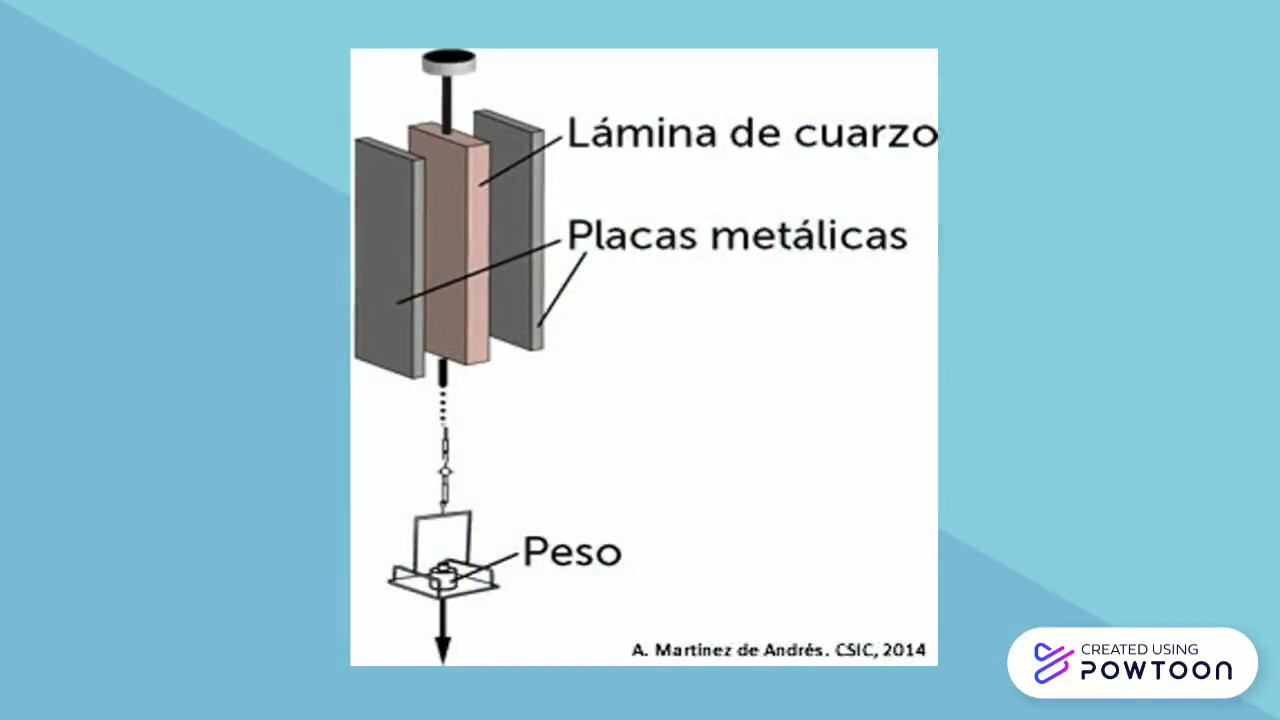 Lámina de cuarzo
Placas metálicas
Peso
A. Martinez de Andrés. CSIC, 2014
CREATED USING
POWTOON